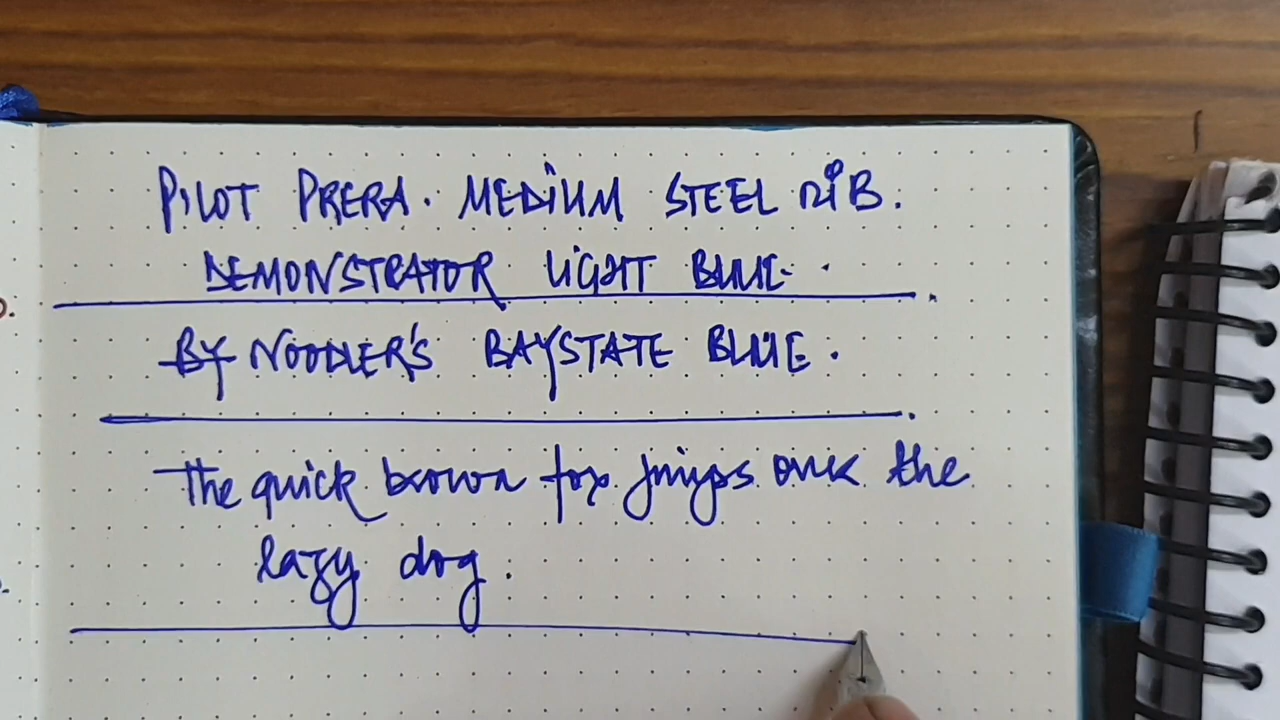 PILOT PRERA. MEDIUM STEEL NIB.
DEMONSTRATOR LIGHT BLUE.
BY NOODLER'S BAYSTATE BLUE.
The quick brown fox jumps over the
lazy dog.